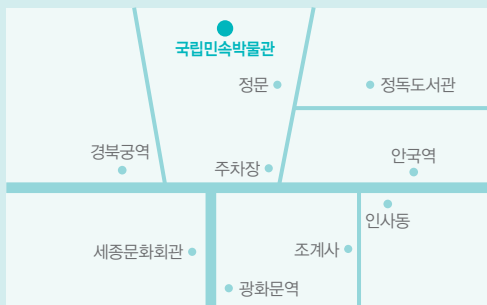 국립민속박물관
정문
정독도서관
경복궁역
주차장
안국역
인사동
세종문화회관
조계사
광화문역